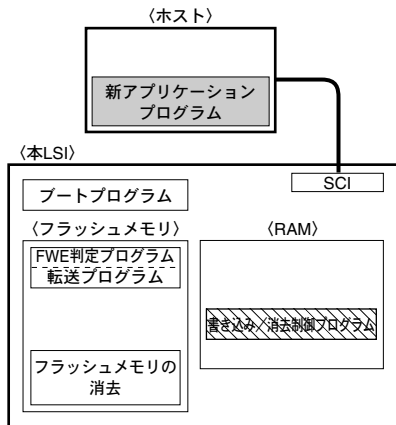 〈ホスト〉
新アプリケーション
プログラム
〈本LSI〉
SCI
ブートプログラム
〈フラッシュメモリ〉
〈RAM〉
FWE判定プログラム
転送プログラム
書き込み／消去制御プログラム
フラッシュメモリの
消去